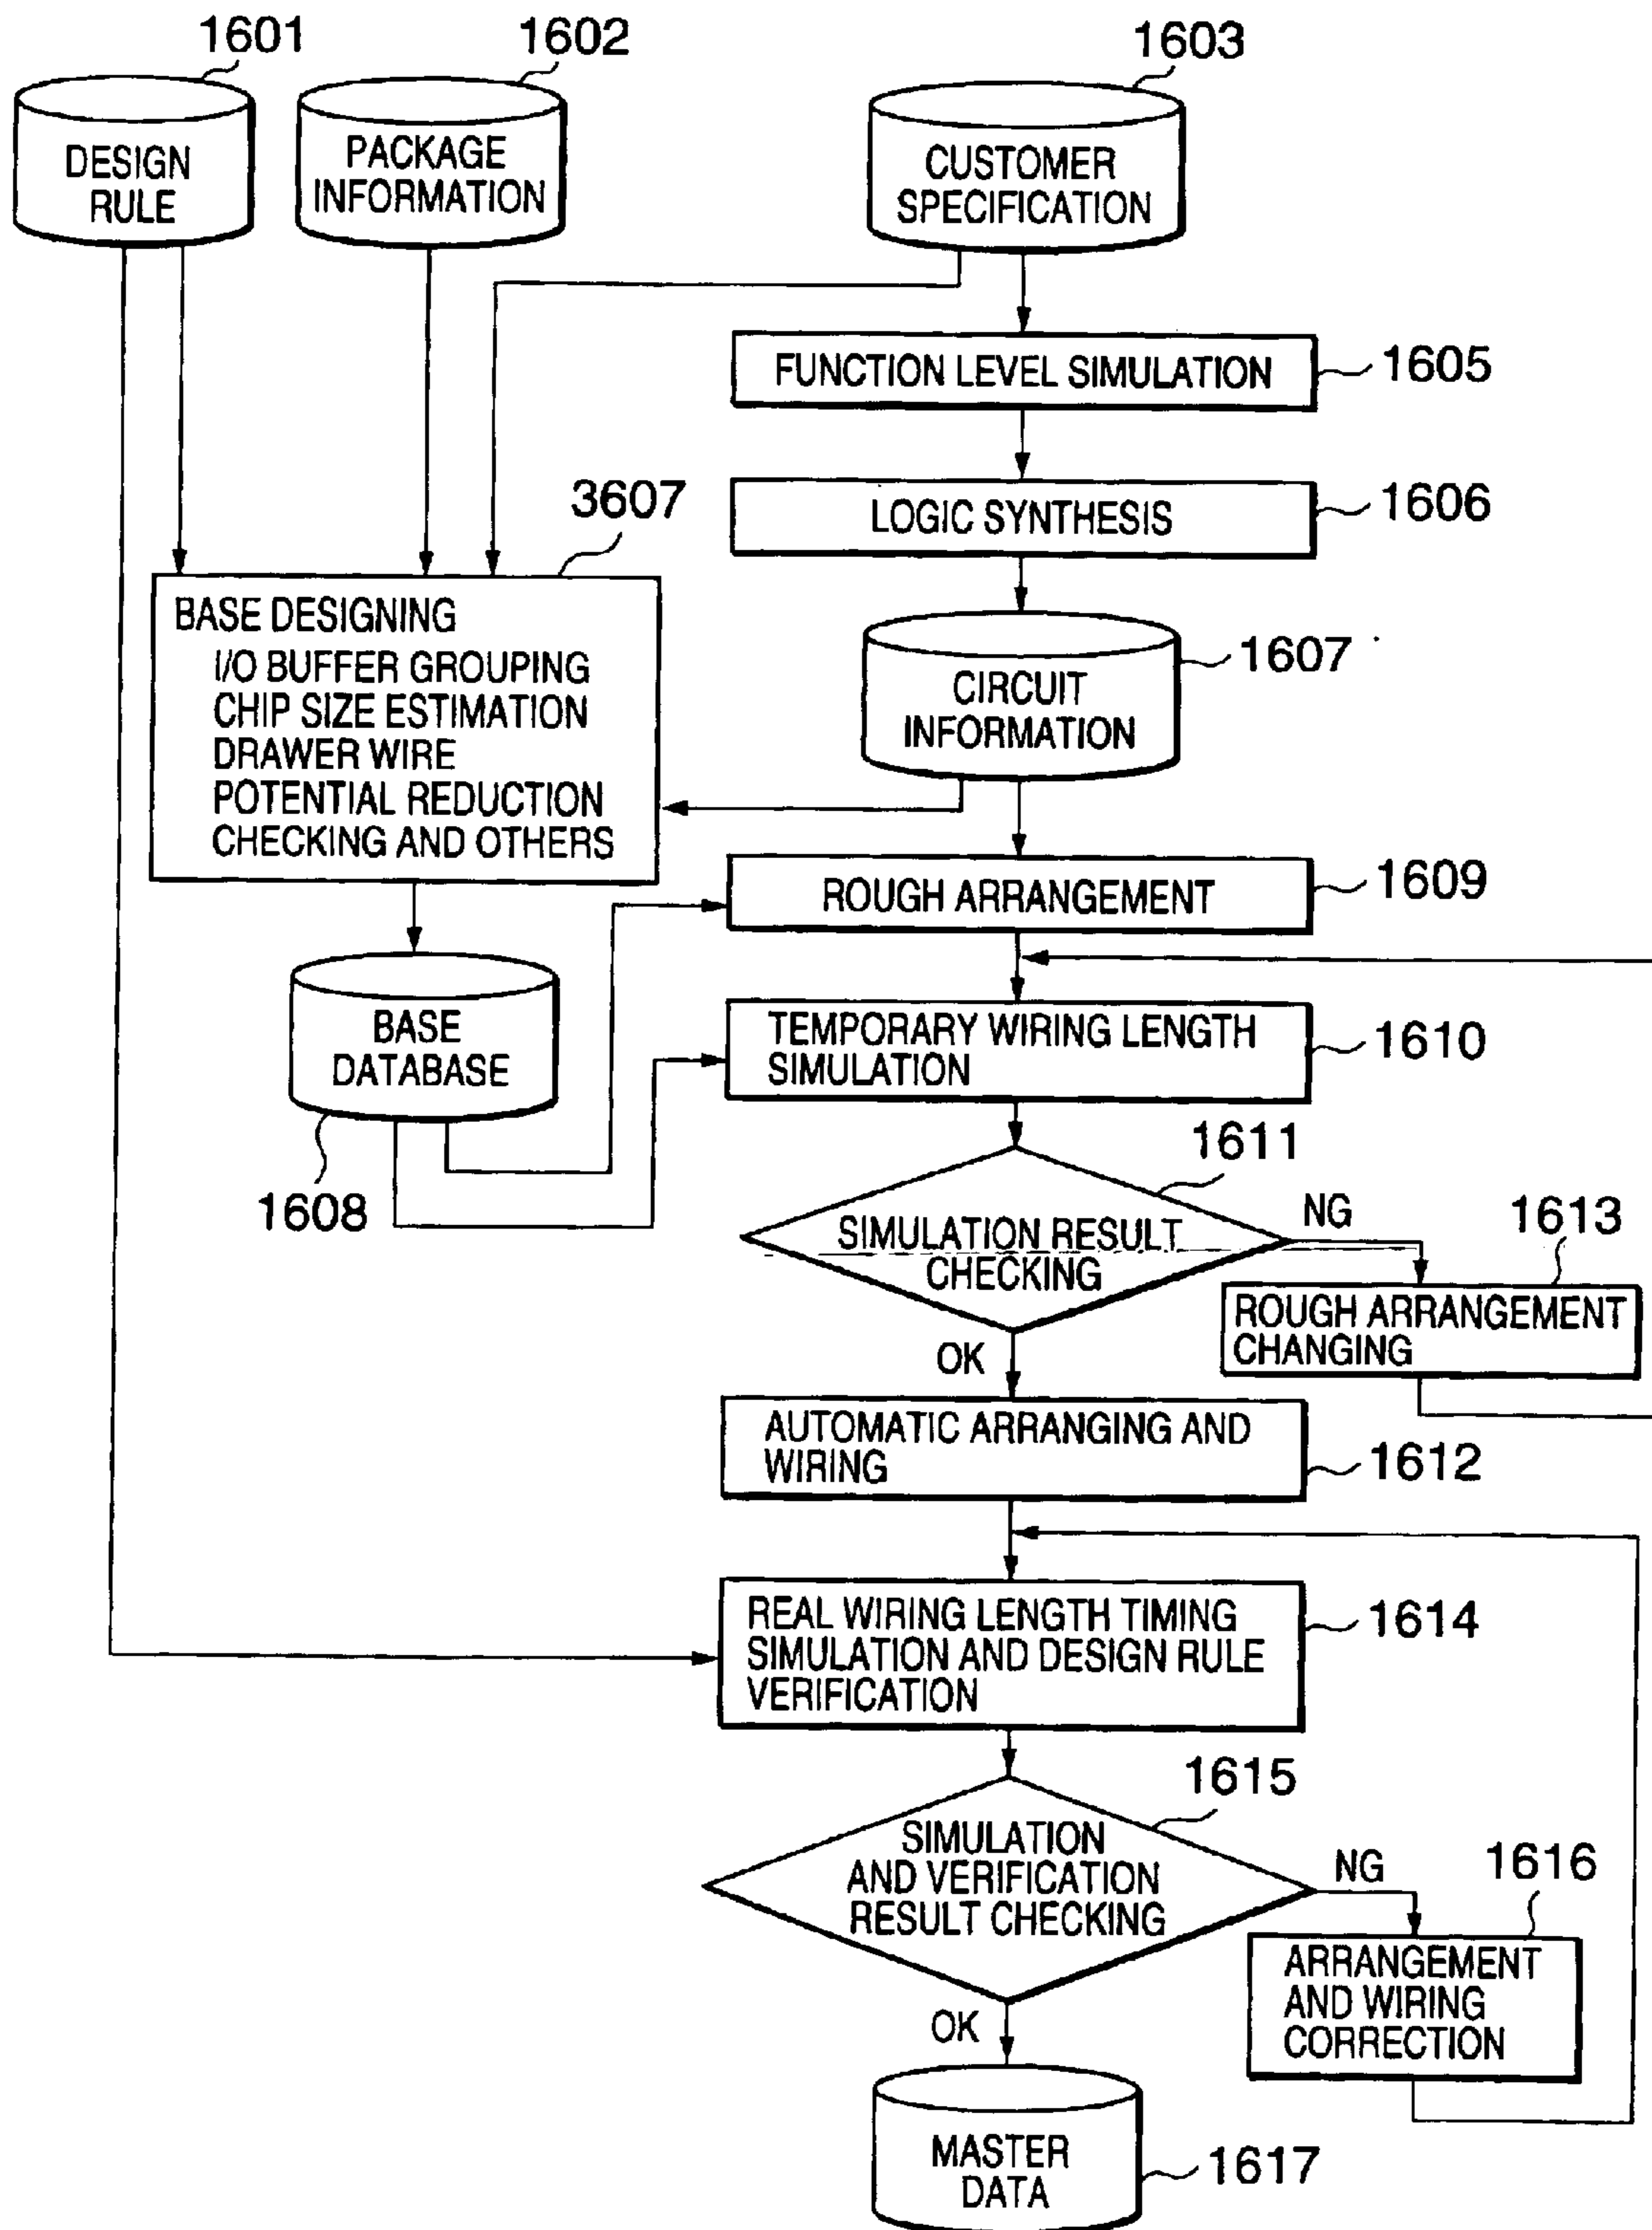 1601
1602
1603
DESIGN
RULE
PACKAGE
INFORMATION
CUSTOMER
SPECIFICATION
FUNCTION LEVEL SIMULATION
1605
LOGIC SYNTHESIS
1606
3607
BASE DESIGNING
I/O BUFFER GROUPING
CHIP SIZE ESTIMATION
DRAWER WIRE
POTENTIAL REDUCTION
CHECKING AND OTHERS
CIRCUIT
INFORMATION
1607
ROUGH ARRANGEMENT
1609
BASE
DATABASE
1608
TEMPORARY WIRING LENGTH
SIMULATION
1610
1611
SIMULATION RESULT
CHECKING
NG
OK
1613
ROUGH ARRANGEMENT
CHANGING
AUTOMATIC ARRANGING AND
WIRING
1612
REAL WIRING LENGTH TIMING
SIMULATION AND DESIGN RULE
VERIFICATION
1614
1615
SIMULATION
AND VERIFICATION
RESULT CHECKING
NG
OK
1616
ARRANGEMENT
AND WIRING
CORRECTION
MASTER
DATA
1617